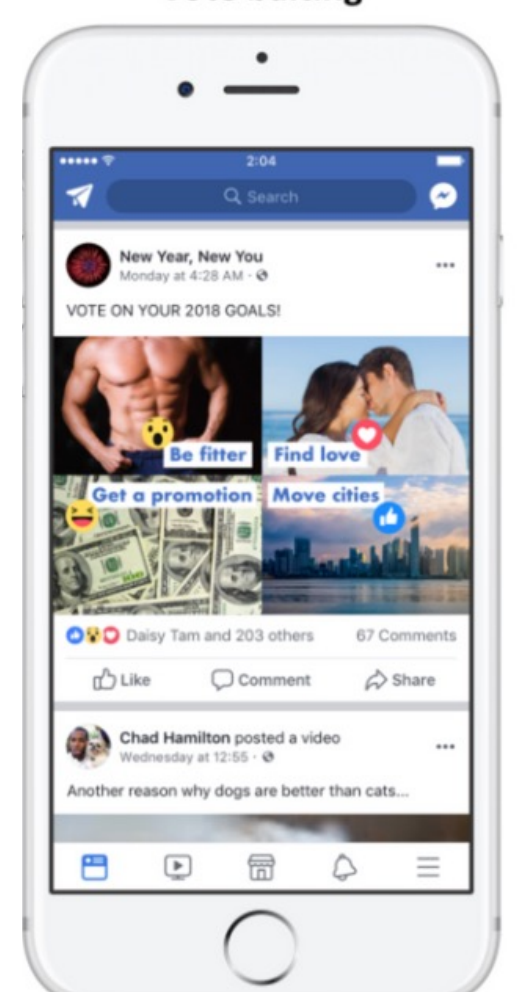 2:04
Search
New Year, New You
Monday at 4:28 AM ·
VOTE ON YOUR 2018 GOALS!
Be fitter
Find love
Get a promotion
Move cities
Daisy Tam and 203 others 67 Comments
Like Comment Share
Chad Hamilton posted a video
Wednesday at 12:55 ·
Another reason why dogs are better than cats...